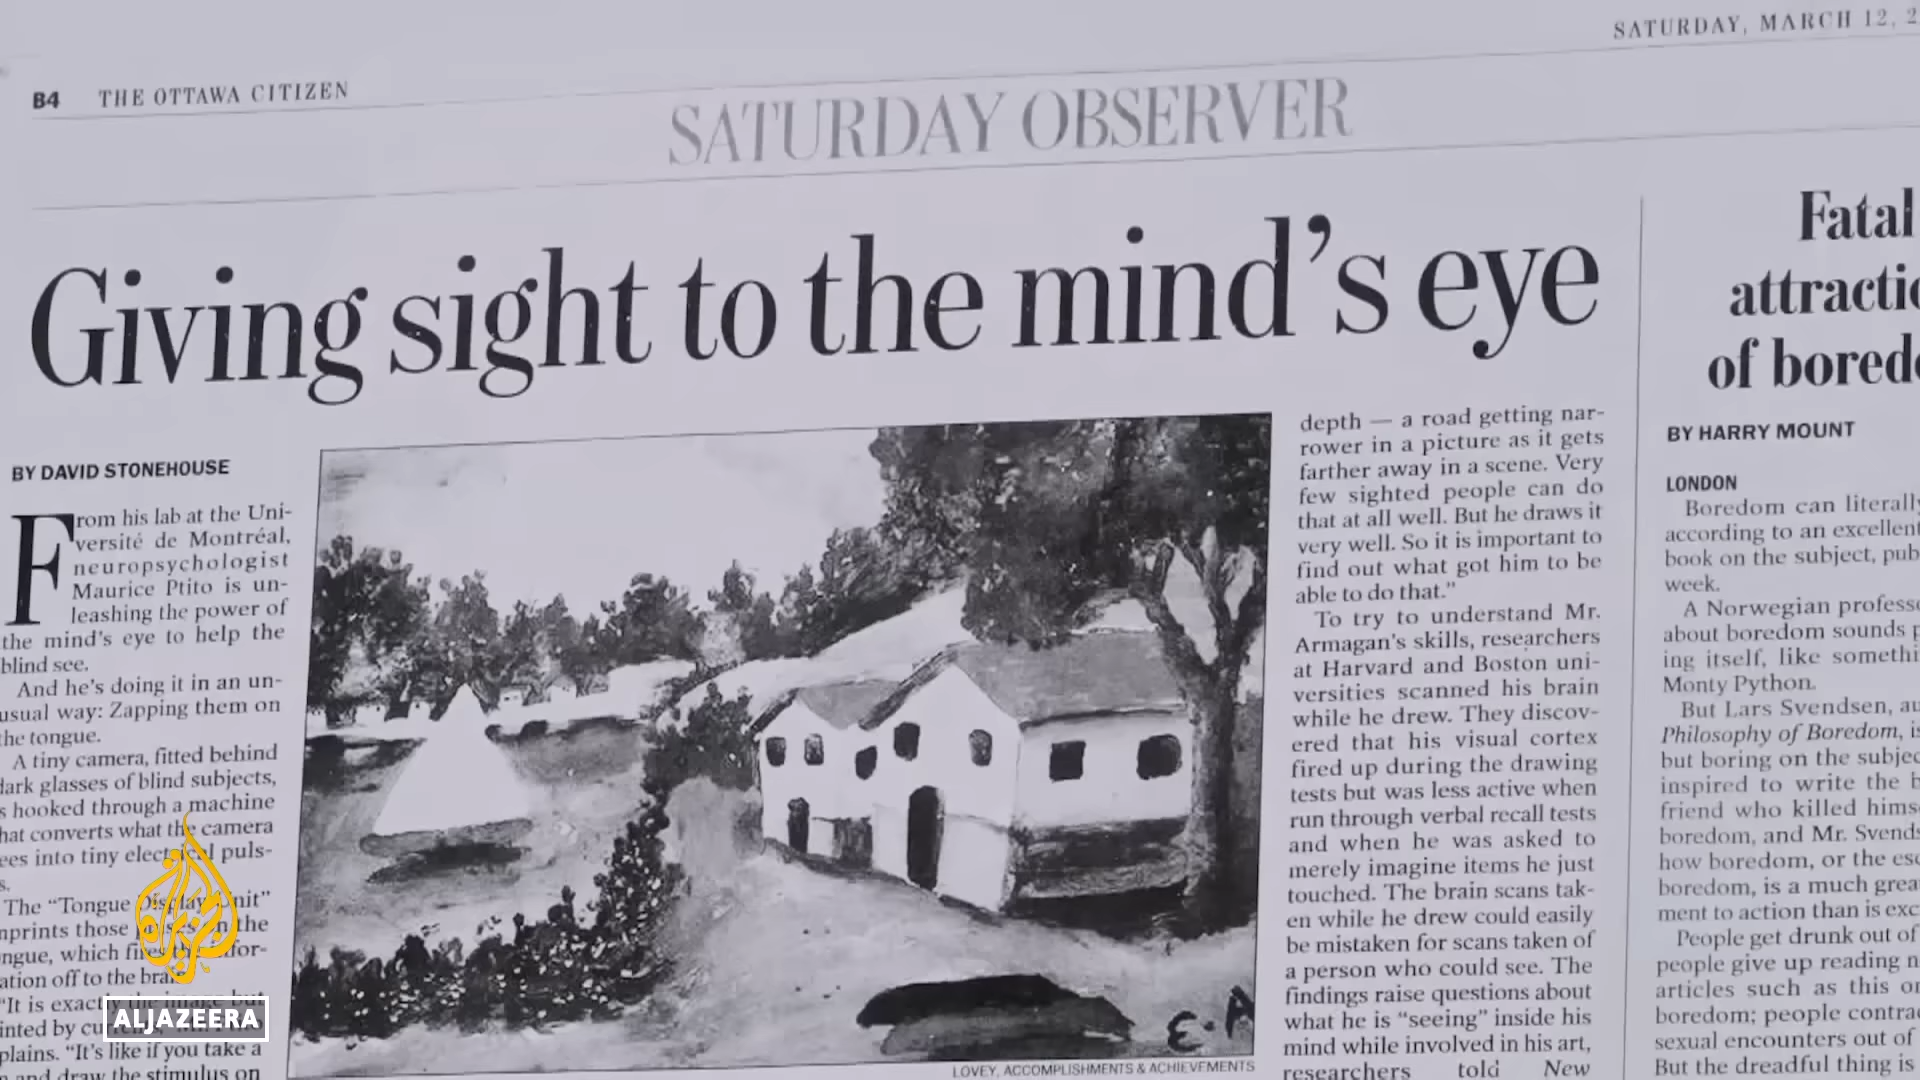 SATURDAY, MARCH 12,
B4 THE OTTAWA CITIZEN
SATURDAY OBSERVER
Giving sight to the mind's eye
BY DAVID STONEHOUSE
From his lab at the Uni-
versité de Montréal,
neuropsychologist
Maurice Ptito is un-
leashing the power of
the mind's eye to help the
blind see.
And he's doing it in an un-
usual way: Zapping them on
the tongue.
A tiny camera, fitted behind
dark glasses of blind subjects,
hooked through a machine
that converts what the camera
sees into tiny electrical puls-
The "Tongue Display Unit"
imprints those on the
tongue, which fires
ation off to the brain
"It is exactly the image but
plains. "It's like if you take a
and draw the stimulus on
E.A
LOVEY, ACCOMPLISHMENTS & ACHIEVEMENTS
depth — a road getting nar-
rower in a picture as it gets
farther away in a scene. Very
few sighted people can do
that at all well. But he draws it
very well. So it is important to
find out what got him to be
able to do that."
To try to understand Mr.
Armagan's skills, researchers
at Harvard and Boston uni-
versities scanned his brain
while he drew. They discov-
ered that his visual cortex
fired up during the drawing
tests but was less active when
run through verbal recall tests
and when he was asked to
merely imagine items he just
touched. The brain scans tak-
en while he drew could easily
be mistaken for scans taken of
a person who could see. The
findings raise questions about
what he is "seeing" inside his
mind while involved in his art,
researchers told New
Fatal
attractio
of boredo
BY HARRY MOUNT
LONDON
Boredom can literally
according to an excellent
book on the subject, pub
week.
A Norwegian professo
about boredom sounds p
ing itself, like somethi
Monty Python.
But Lars Svendsen, au
Philosophy of Boredom, is
but boring on the subjec
inspired to write the b
friend who killed himse
boredom, and Mr. Svends
how boredom, or the esc
boredom, is a much grea
ment to action than is exc
People get drunk out of
people give up reading n
articles such as this on
boredom; people contrac
sexual encounters out of
But the dreadful thing is
الجزيرة
ALJAZEERA